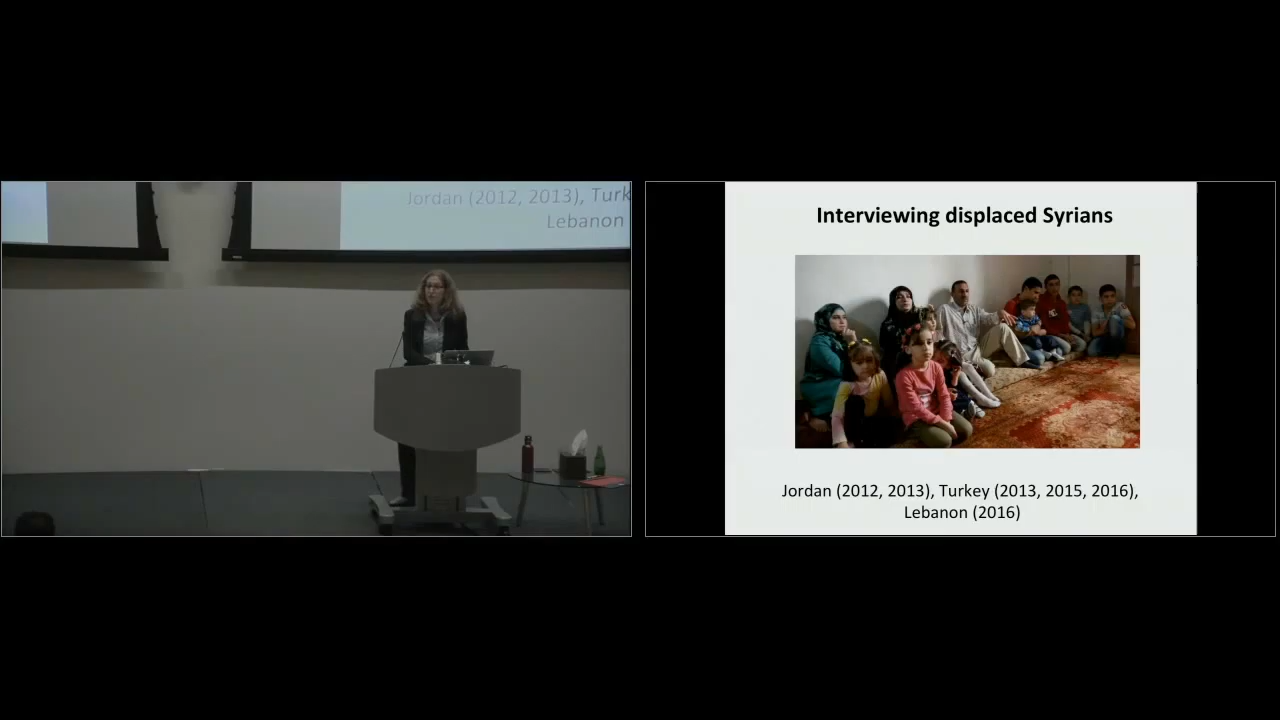 Jordan (2012, 2013), Turk
Lebanon
Interviewing displaced Syrians
Jordan (2012, 2013), Turkey (2013, 2015, 2016),
Lebanon (2016)